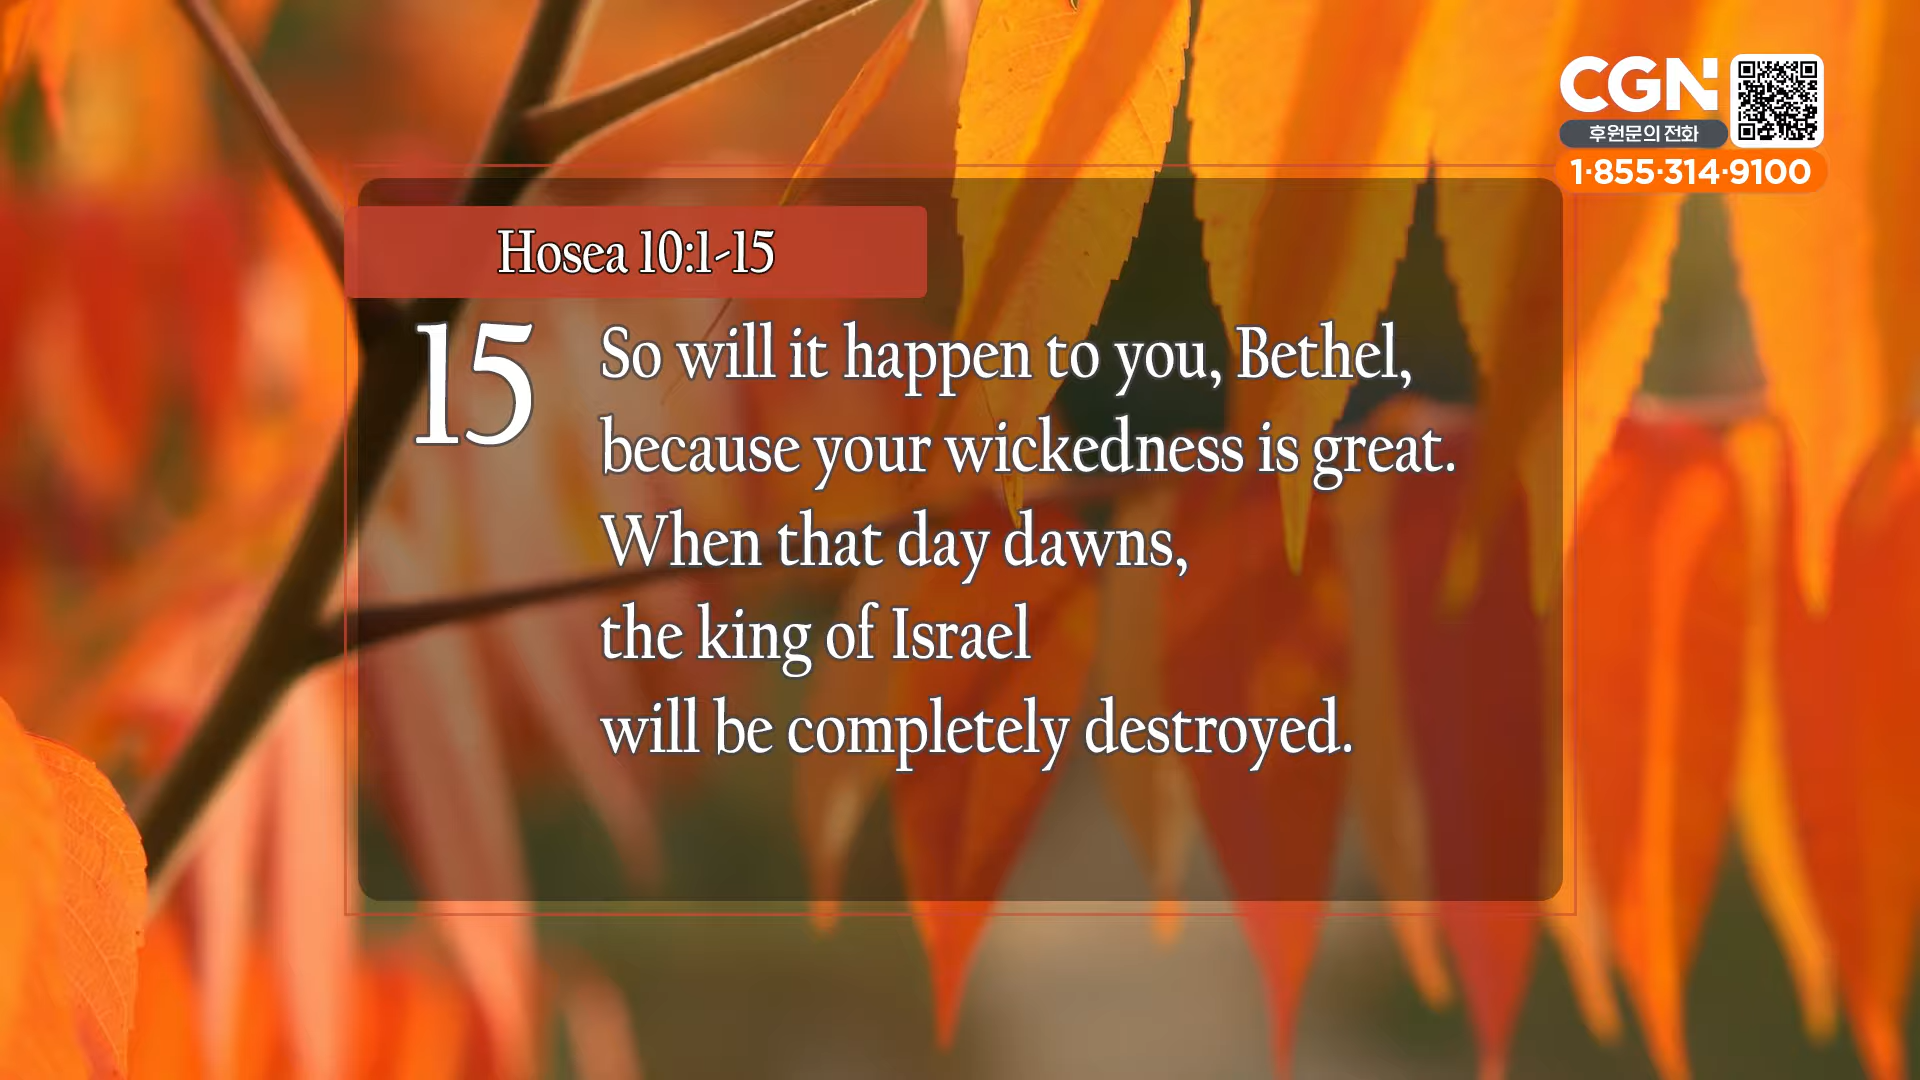 CGN
후원문의 전화
1·855·314·9100
Hosea 10:1-15
15 So will it happen to you, Bethel,
because your wickedness is great.
When that day dawns,
the king of Israel
will be completely destroyed.